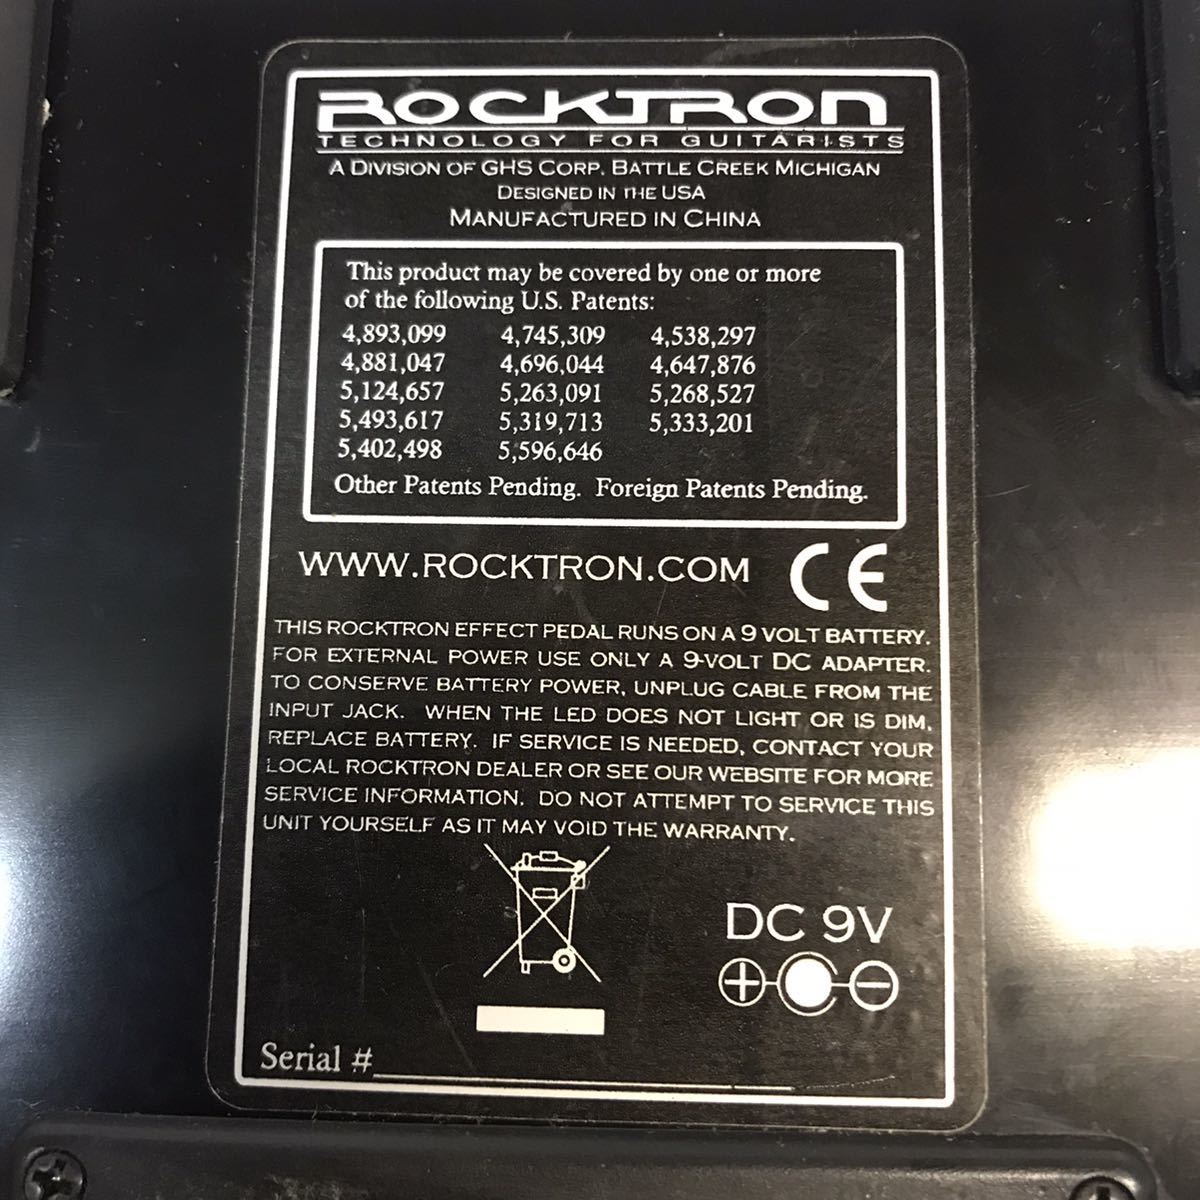 ROCKTRON
TECHNOLOGY FOR GUITARISTS
A DIVISION OF GHS CORP. BATTLE CREEK MICHIGAN
DESIGNED IN THE USA
MANUFACTURED IN CHINA
This product may be covered by one or more
of the following U.S. Patents:
4,893,099 4,745,309 4,538,297
4,881,047 4,696,044 4,647,876
5,124,657 5,263,091 5,268,527
5,493,617 5,319,713 5,333,201
5,402,498 5,596,646
Other Patents Pending. Foreign Patents Pending.
WWW.ROCKTRON.COM CE
THIS ROCKTRON EFFECT PEDAL RUNS ON A 9 VOLT BATTERY.
FOR EXTERNAL POWER USE ONLY A 9-VOLT DC ADAPTER.
TO CONSERVE BATTERY POWER, UNPLUG CABLE FROM THE
INPUT JACK. WHEN THE LED DOES NOT LIGHT OR IS DIM,
REPLACE BATTERY. IF SERVICE IS NEEDED, CONTACT YOUR
LOCAL ROCKTRON DEALER OR SEE OUR WEBSITE FOR MORE
SERVICE INFORMATION. DO NOT ATTEMPT TO SERVICE THIS
UNIT YOURSELF AS IT MAY VOID THE WARRANTY.
DC 9V
Serial #